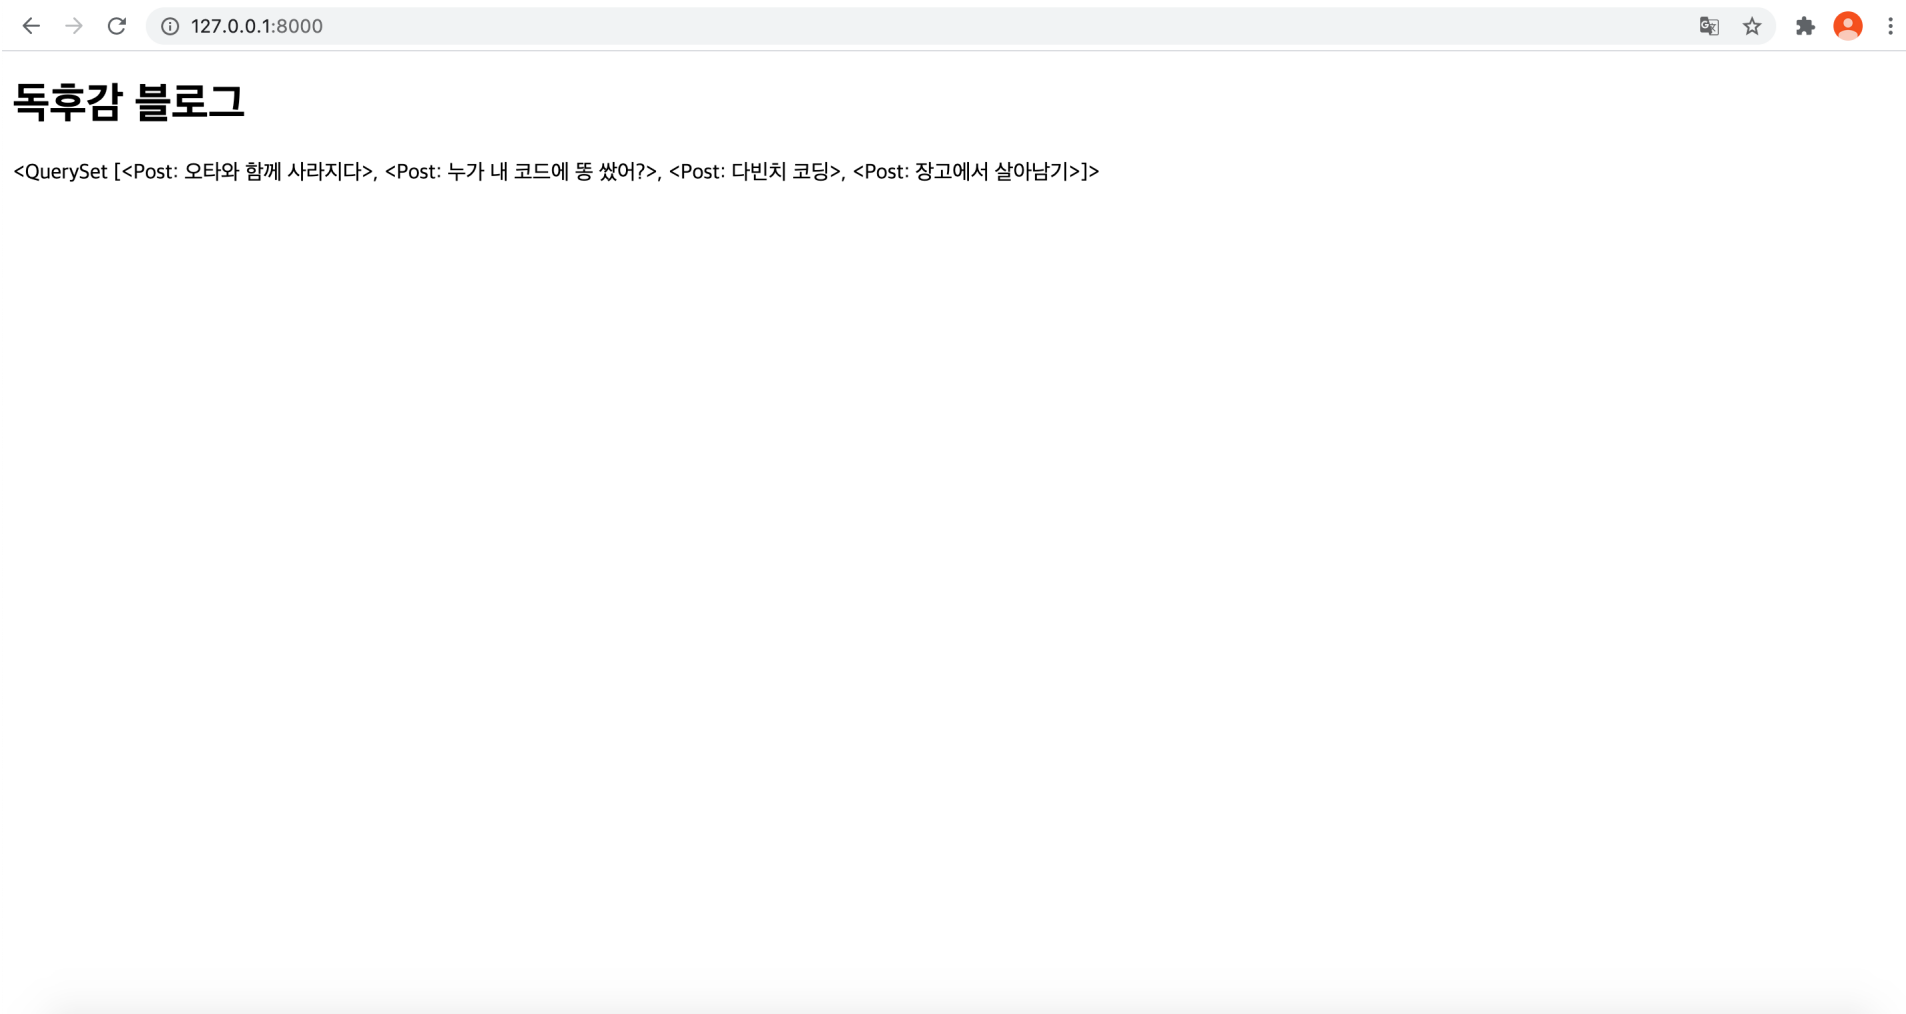 127.0.0.1:8000
독후감 블로그
<QuerySet [<Post: 오타와 함께 사라지다>, <Post: 누가 내 코드에 똥 쌌어?>, <Post: 다빈치 코딩>, <Post: 장고에서 살아남기>]>